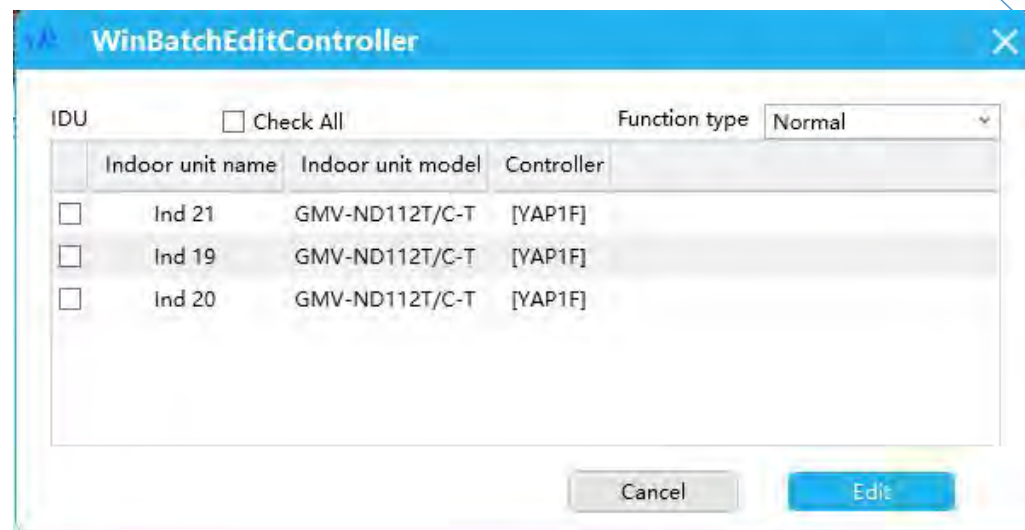 WinBatchEditController
IDU Check All Function type Normal
Indoor unit name Indoor unit model Controller
Ind 21 GMV-ND112T/C-T [YAP1F]
Ind 19 GMV-ND112T/C-T [YAP1F]
Ind 20 GMV-ND112T/C-T [YAP1F]
Cancel Edit